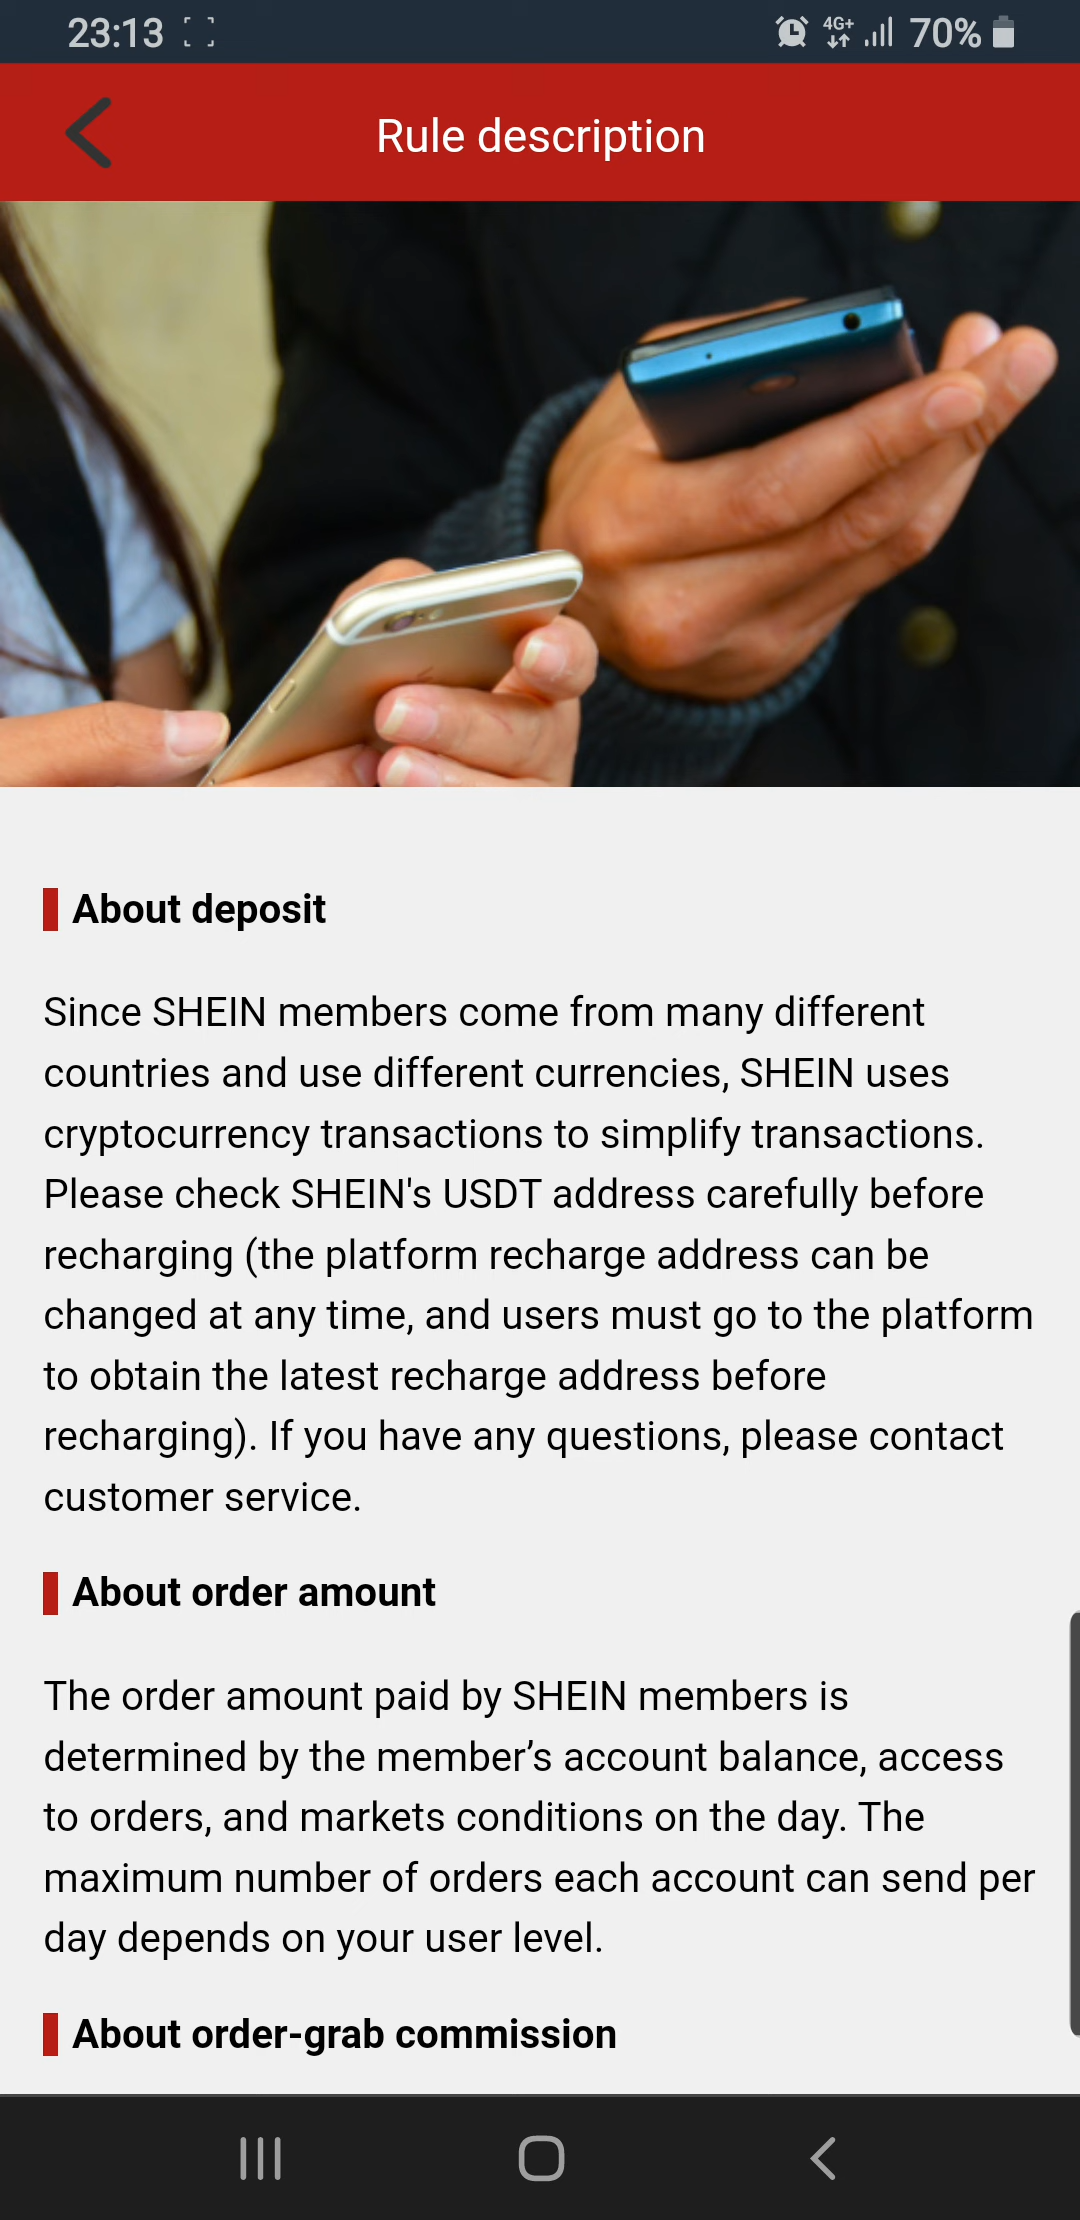 23:13
4G+
70%
Rule description
About deposit
Since SHEIN members come from many different
countries and use different currencies, SHEIN uses
cryptocurrency transactions to simplify transactions.
Please check SHEIN's USDT address carefully before
recharging (the platform recharge address can be
changed at any time, and users must go to the platform
to obtain the latest recharge address before
recharging). If you have any questions, please contact
customer service.
About order amount
The order amount paid by SHEIN members is
determined by the member’s account balance, access
to orders, and markets conditions on the day. The
maximum number of orders each account can send per
day depends on your user level.
About order-grab commission